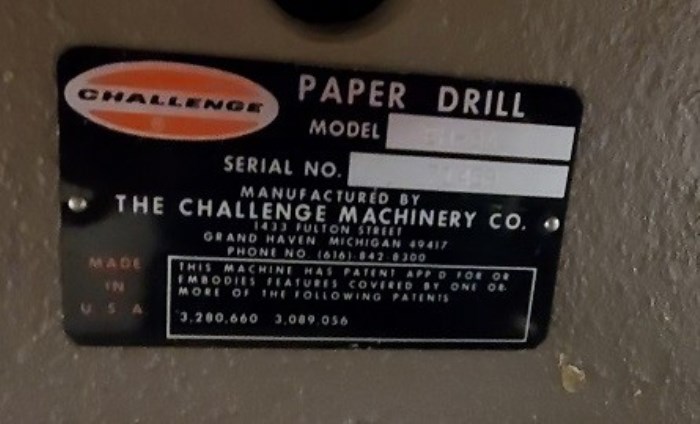 CHALLENGE
PAPER DRILL
MODEL
SERIAL NO.
MANUFACTURED BY
THE CHALLENGE MACHINERY CO.
1433 FULTON STREET
GRAND HAVEN MICHIGAN 49417
PHONE NO. (616)-842-8300
MADE
IN
U S A
THIS MACHINE HAS PATENT APP'D FOR OR
EMBODIES FEATURES COVERED BY ONE OR
MORE OF THE FOLLOWING PATENTS
3,280,660 3,089,056